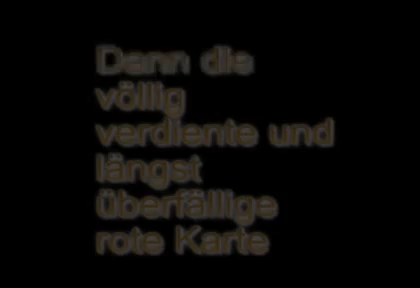 Dann die
völlig
verdiente und
längst
überfällige
rote Karte